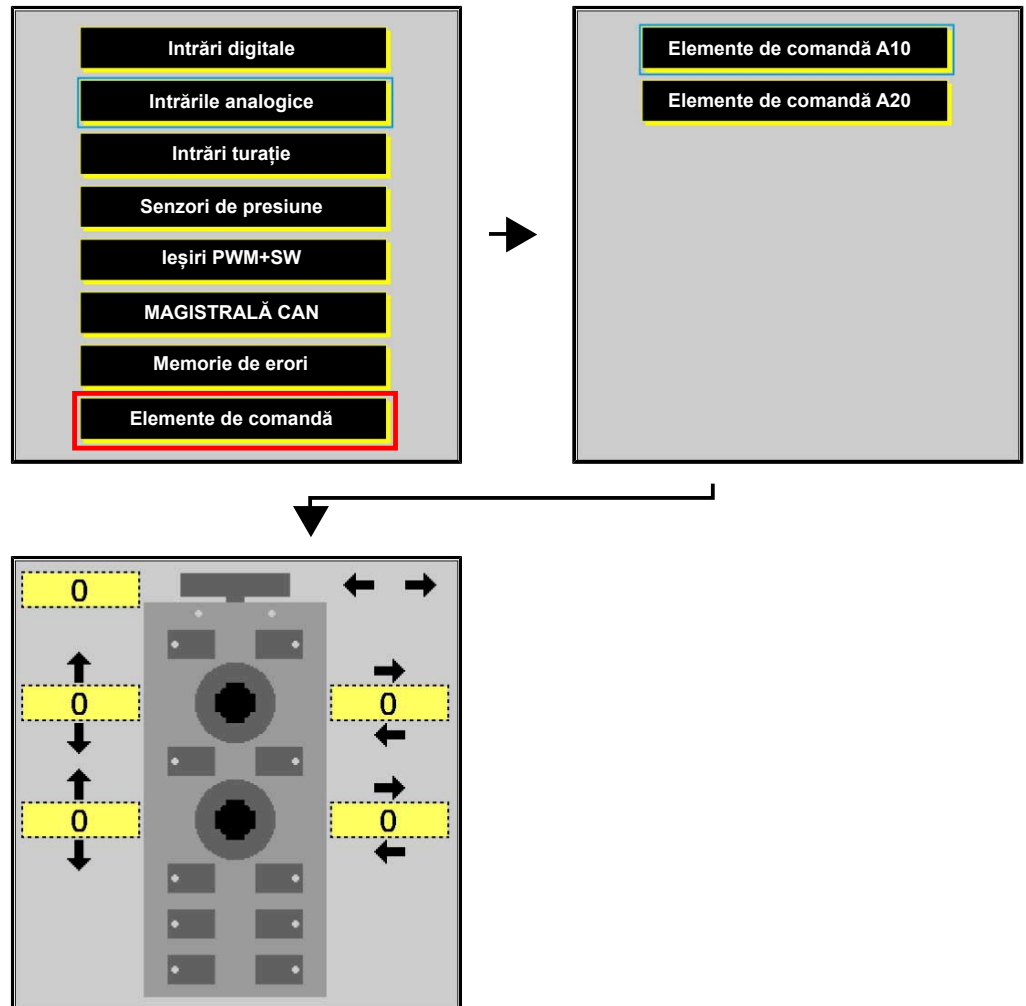 Intrări digitale
Intrările analogice
Intrări turație
Senzori de presiune
Ieșiri PWM+SW
MAGISTRALĂ CAN
Memorie de erori
Elemente de comandă
Elemente de comandă A10
Elemente de comandă A20
0
0
0
0
0